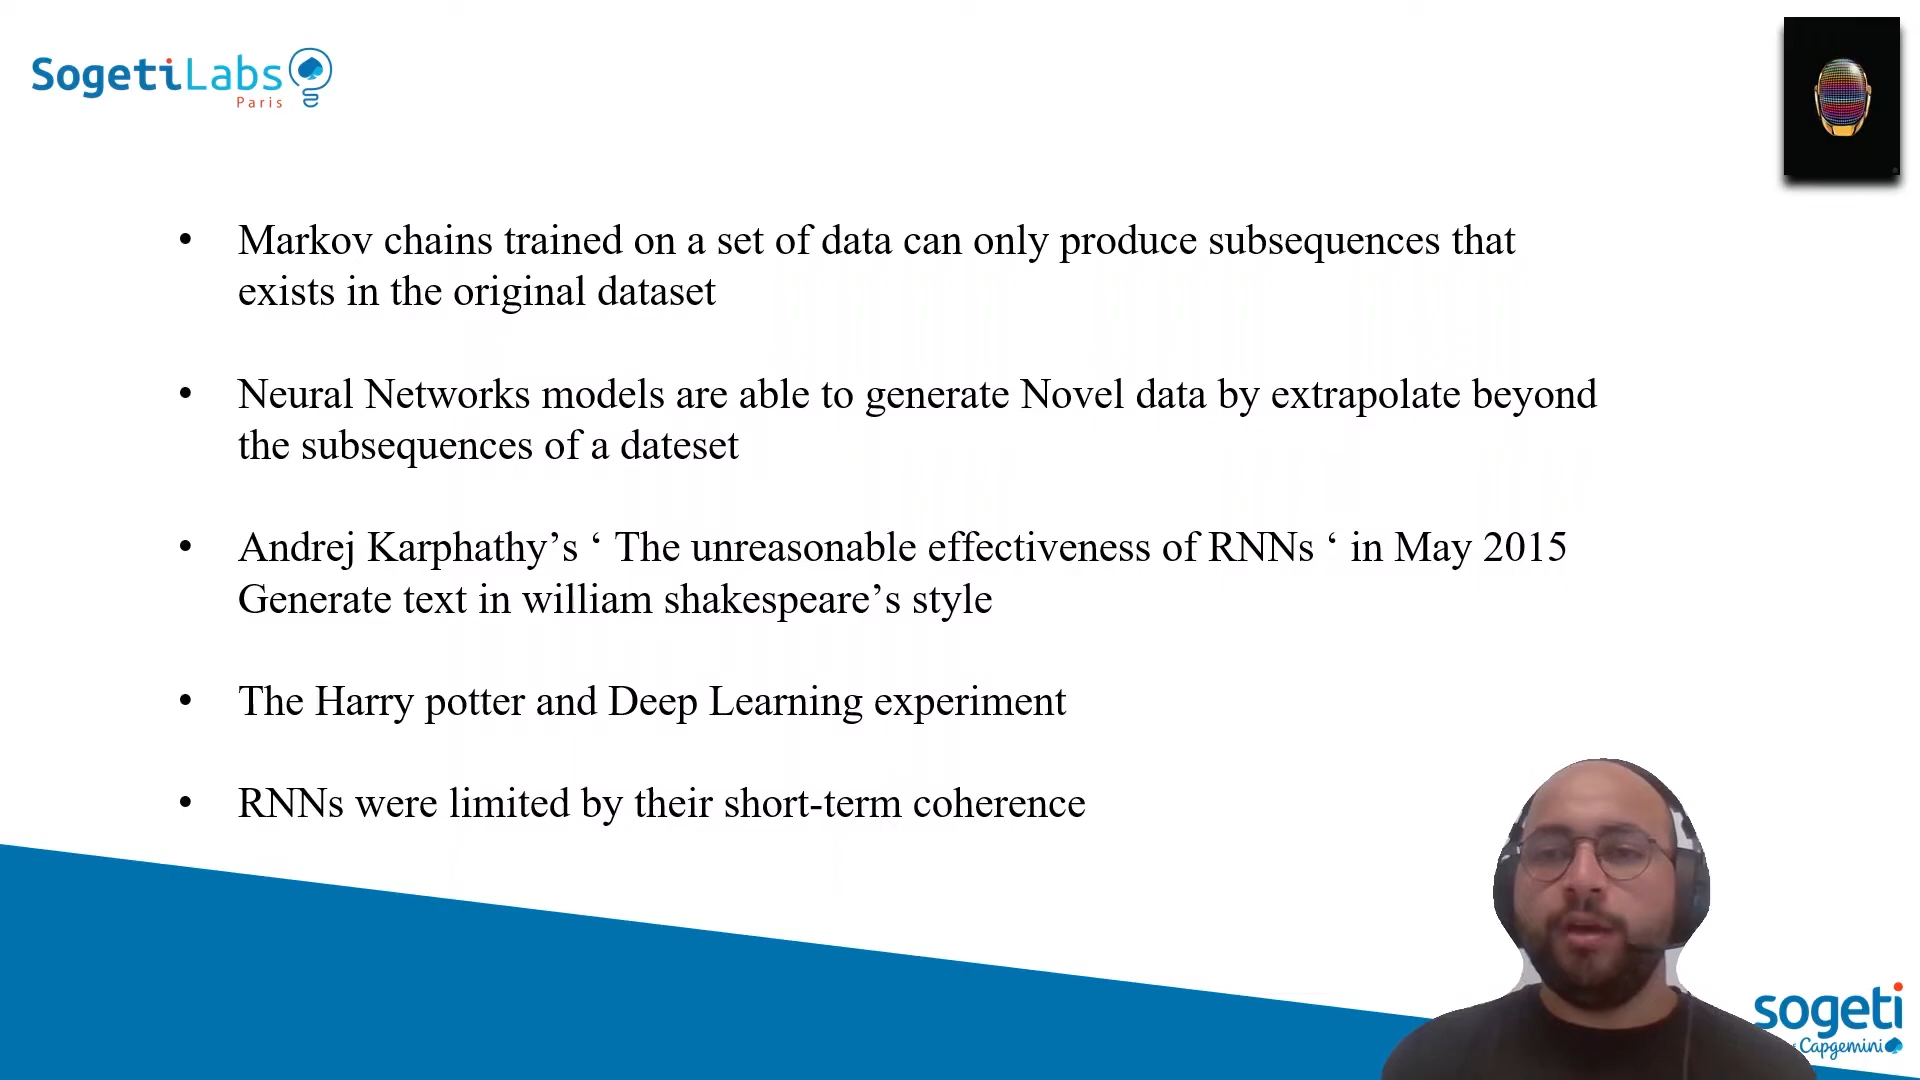 SogetiLabs
Paris
• Markov chains trained on a set of data can only produce subsequences that
exists in the original dataset
• Neural Networks models are able to generate Novel data by extrapolate beyond
the subsequences of a dateset
• Andrej Karphathy’s ‘ The unreasonable effectiveness of RNNs ‘ in May 2015
Generate text in william shakespeare’s style
• The Harry potter and Deep Learning experiment
• RNNs were limited by their short-term coherence
sogeti
Capgemini